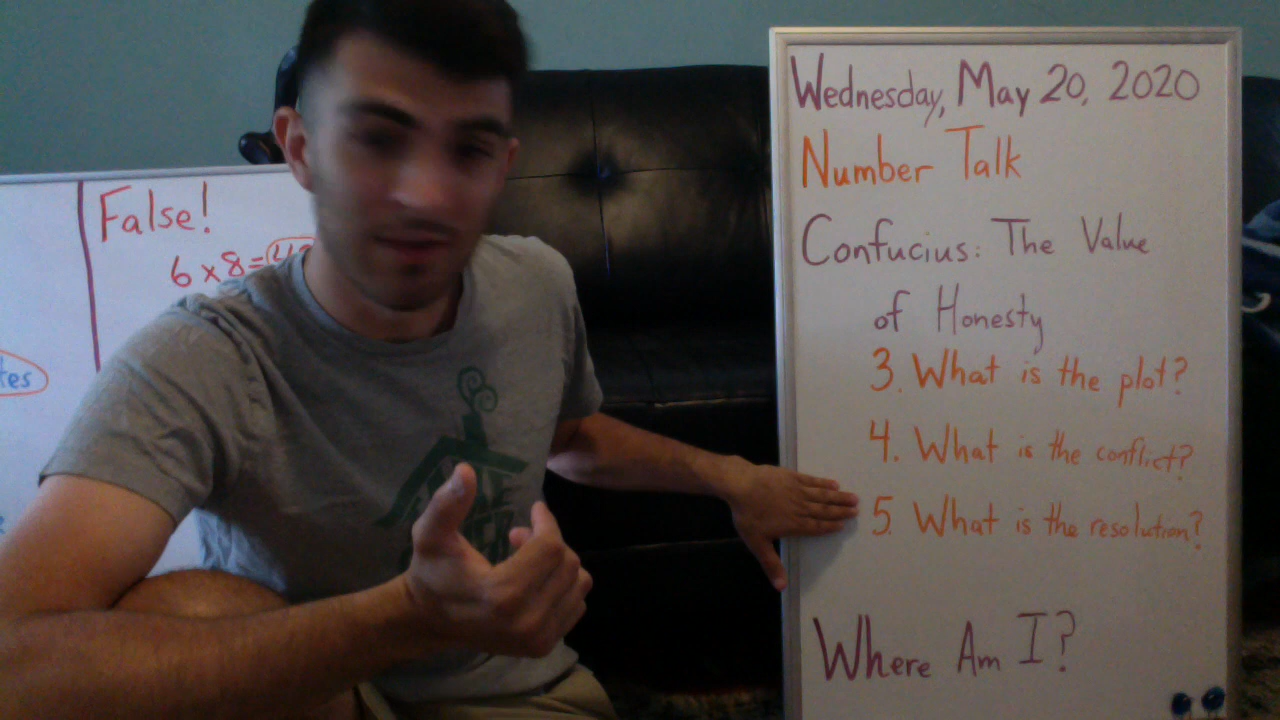 False!
6 x 8 =
tes
Wednesday, May 20, 2020
Number Talk
Confucius: The Value
of Honesty
3. What is the plot?
4. What is the conflict?
5. What is the resolution?
Where Am I?